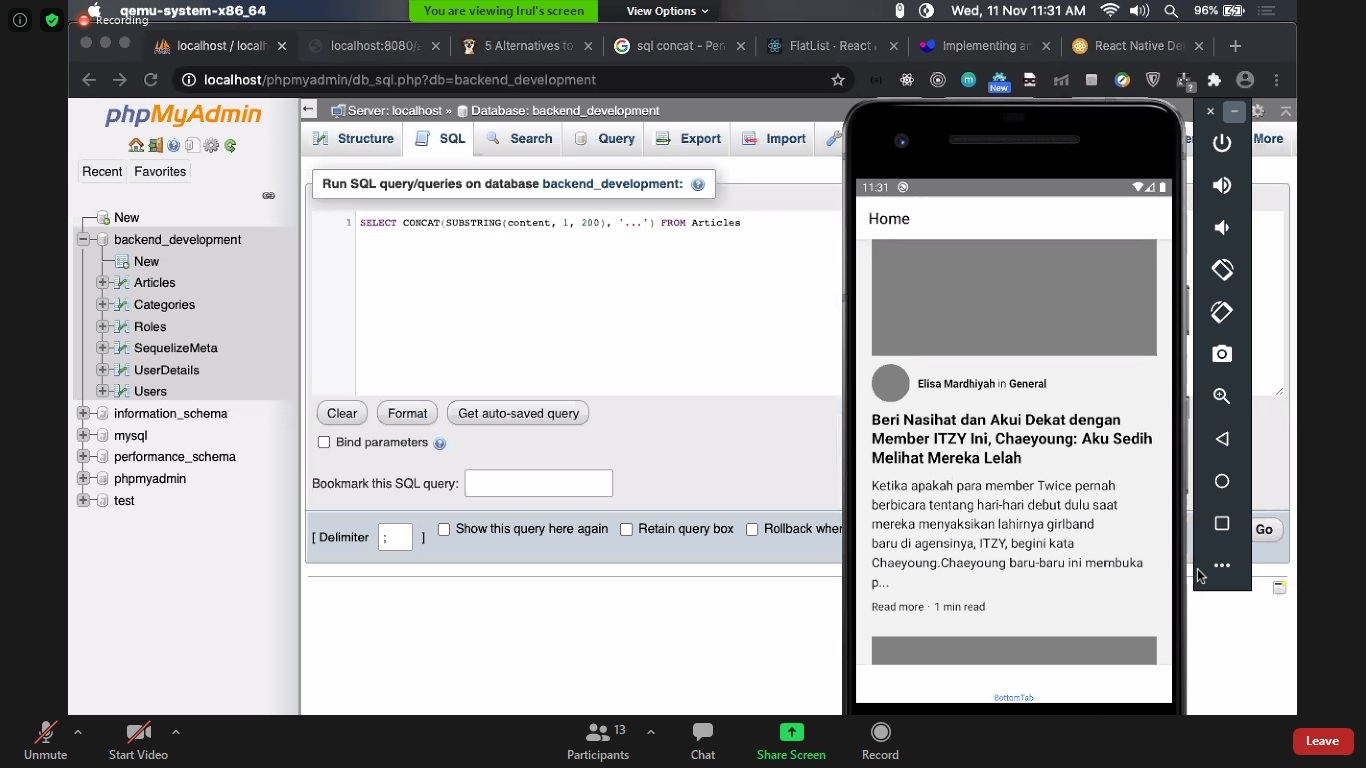 qemu-system-x86_64
Recording
You are viewing Irul's screen
View Options
Wed, 11 Nov 11:31 AM
96%
localhost / localh
localhost:8080/a
5 Alternatives to
sql concat - Pen
FlatList - React
Implementing an
React Native De
localhost/phpmyadmin/db_sql.php?db=backend_development
New
phpMyAdmin
Recent
Favorites
New
backend_development
New
Articles
Categories
Roles
SequelizeMeta
UserDetails
Users
information_schema
mysql
performance_schema
phpmyadmin
test
Server: localhost » Database: backend_development
Structure
SQL
Search
Query
Export
Import
More
Run SQL query/queries on database backend_development:
1 SELECT CONCAT(SUBSTRING(content, 1, 200), '...') FROM Articles
Clear
Format
Get auto-saved query
Bind parameters
Bookmark this SQL query:
[ Delimiter ; ]
Show this query here again
Retain query box
Rollback when
Go
11:31
Home
Elisa Mardhiyah in General
Beri Nasihat dan Akui Dekat dengan
Member ITZY Ini, Chaeyoung: Aku Sedih
Melihat Mereka Lelah
Ketika apakah para member Twice pernah
berbicara tentang hari-hari debut dulu saat
mereka menyaksikan lahirnya girlband
baru di agensinya, ITZY, begini kata
Chaeyoung.Chaeyoung baru-baru ini membuka
p...
Read more · 1 min read
BottomTab
Unmute
Start Video
Participants
13
Chat
Share Screen
Record
Leave